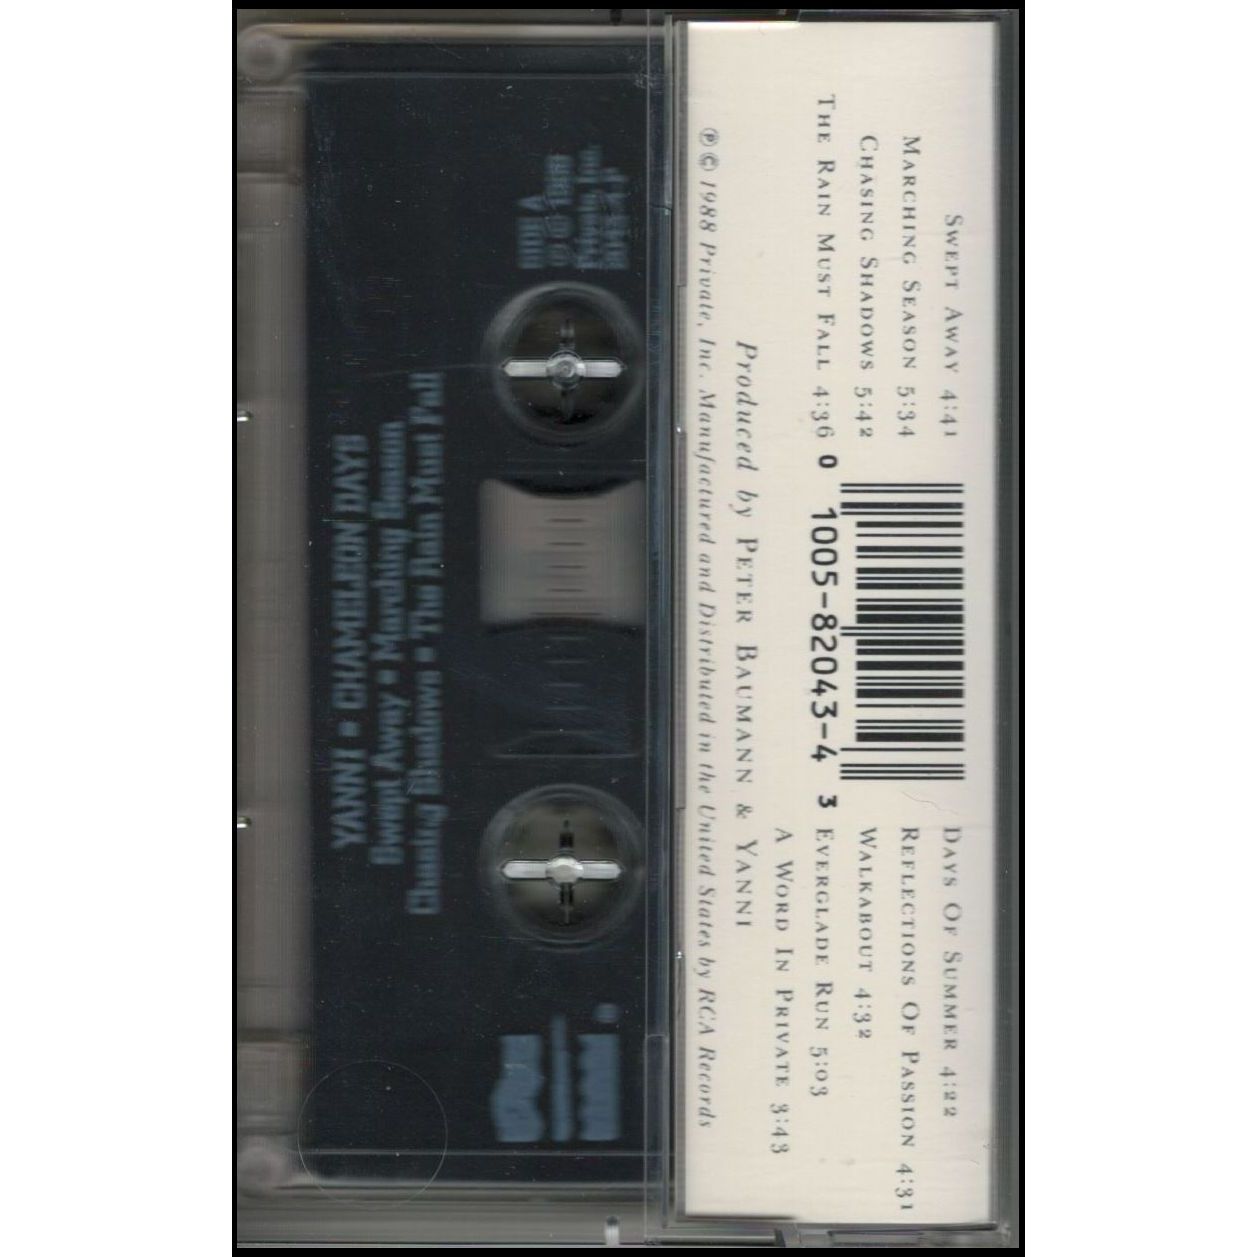 Swept Away 4:41
Marching Season 5:34
Chasing Shadows 5:42
The Rain Must Fall 4:36
0 1005-82043-4 3
Days Of Summer 4:22
Reflections Of Passion 4:31
Walkabout 4:32
Everglade Run 5:03
A Word In Private 3:43
Produced by Peter Baumann & Yanni
℗ © 1988 Private, Inc. Manufactured and Distributed in the United States by RCA Records
SIDE A
YANNI • CHAMELEON DAYS
Swept Away • Marching Season
Chasing Shadows • The Rain Must Fall